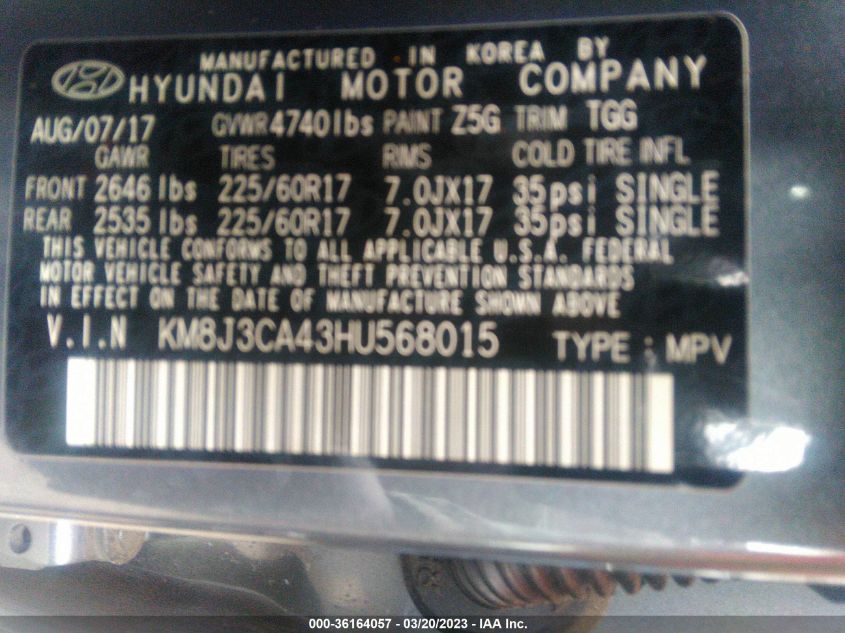 MANUFACTURED IN KOREA BY
HYUNDAI MOTOR COMPANY
AUG/07/17 GVWR 4740lbs PAINT Z5G TRIM TGG
GAWR TIRES RIMS COLD TIRE INFL
FRONT 2646 lbs 225/60R17 7.0JX17 35psi SINGLE
REAR 2535 lbs 225/60R17 7.0JX17 35psi SINGLE
THIS VEHICLE CONFORMS TO ALL APPLICABLE U.S.A. FEDERAL
MOTOR VEHICLE SAFETY AND THEFT PREVENTION STANDARDS
IN EFFECT ON THE DATE OF MANUFACTURE SHOWN ABOVE
V.I.N KM8J3CA43HU568015 TYPE : MPV
000-36164057 - 03/20/2023 - IAA Inc.